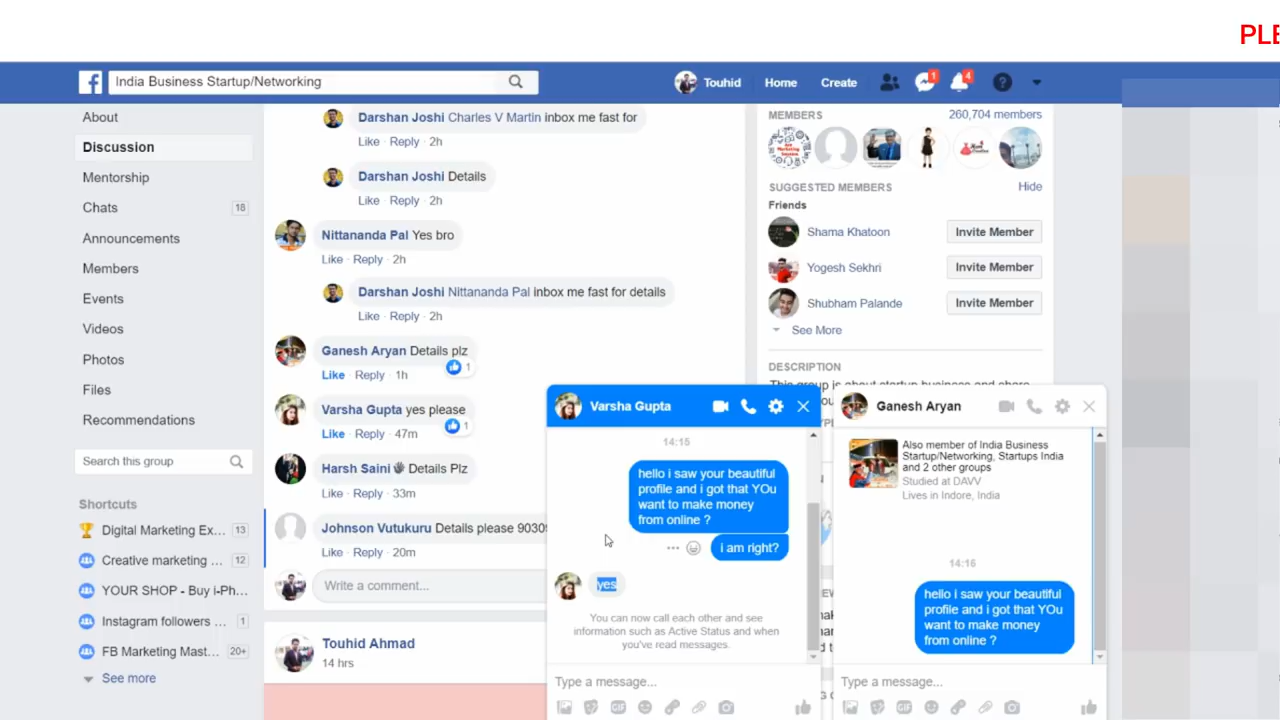 PLE
India Business Startup/Networking
Touhid
Home
Create
1
4
About
Discussion
Mentorship
Chats
18
Announcements
Members
Events
Videos
Photos
Files
Recommendations
Search this group
Shortcuts
Digital Marketing Ex...
13
Creative marketing ...
12
YOUR SHOP - Buy i-Ph...
Instagram followers ...
1
FB Marketing Mast...
20+
See more
Darshan Joshi Charles V Martin inbox me fast for
Like · Reply · 2h
Darshan Joshi Details
Like · Reply · 2h
Nittananda Pal Yes bro
Like · Reply · 2h
Darshan Joshi Nittananda Pal inbox me fast for details
Like · Reply · 2h
Ganesh Aryan Details plz
1
Like · Reply · 1h
Varsha Gupta yes please
1
Like · Reply · 47m
Harsh Saini Details Plz
Like · Reply · 33m
Johnson Vutukuru Details please 9030
Like · Reply · 20m
Write a comment...
Touhid Ahmad
14 hrs
MEMBERS
260,704 members
SUGGESTED MEMBERS
Hide
Friends
Shama Khatoon
Invite Member
Yogesh Sekhri
Invite Member
Shubham Palande
Invite Member
See More
DESCRIPTION
This group is about startup business and share
Varsha Gupta
14:15
hello i saw your beautiful
profile and i got that YOu
want to make money
from online ?
i am right?
yes
You can now call each other and see
information such as Active Status and when
you've read messages.
Type a message...
GIF
Ganesh Aryan
Also member of India Business
Startup/Networking, Startups India
and 2 other groups
Studied at DAVV
Lives in Indore, India
14:16
hello i saw your beautiful
profile and i got that YOu
want to make money
from online ?
Type a message...
GIF